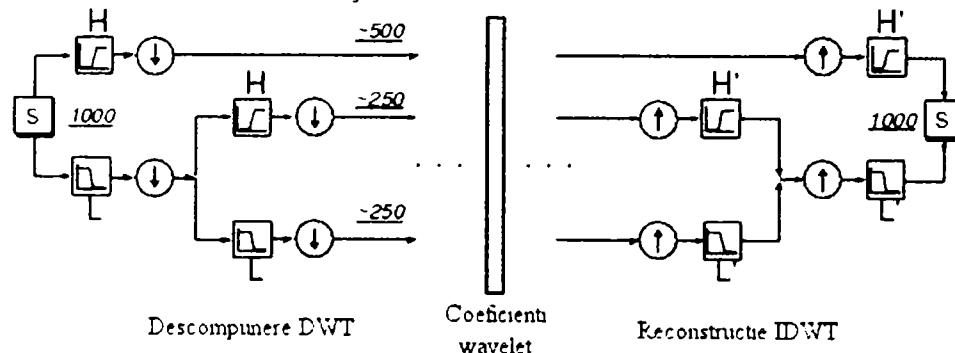 H ~500 H'
S 1000 H ~250 H' 1000 S
. . . . . . . .
L ~250 L'
L L'
Descompunere DWT Coeficienti Reconstructie IDWT
wavelet